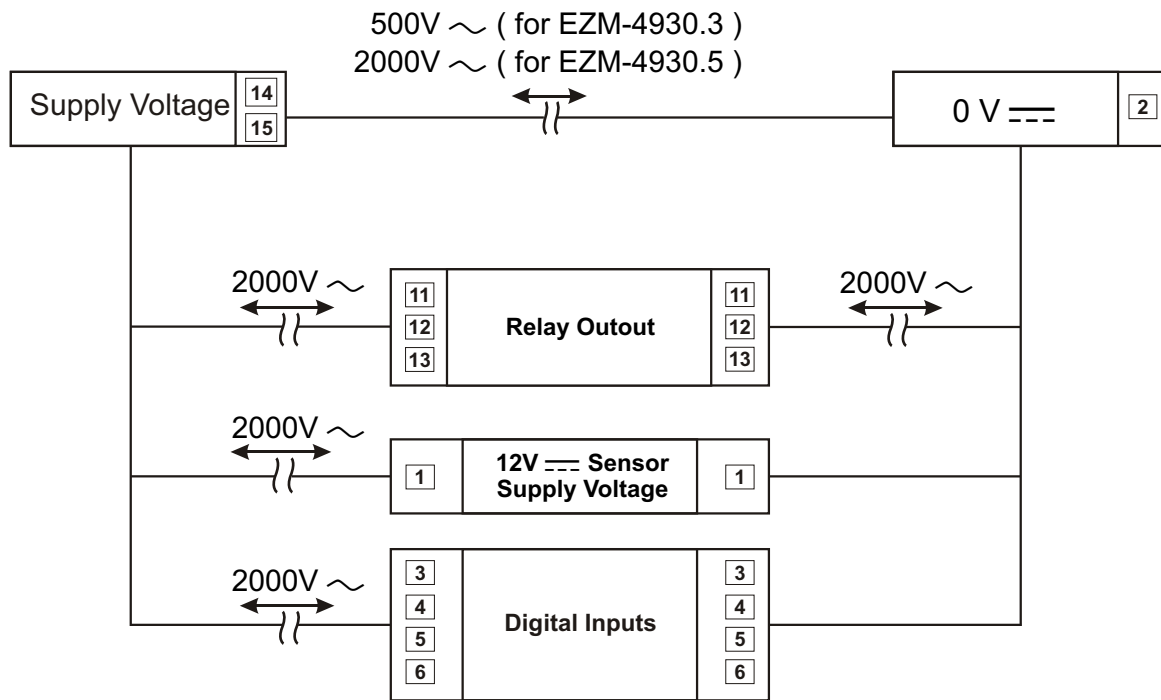 500V ～ ( for EZM-4930.3 )
2000V ～ ( for EZM-4930.5 )
Supply Voltage
14
15
0 V ⎓
2
2000V ～
11
12
13
Relay Outout
11
12
13
2000V ～
2000V ～
1
12V ⎓ Sensor
Supply Voltage
1
2000V ～
3
4
5
6
Digital Inputs
3
4
5
6